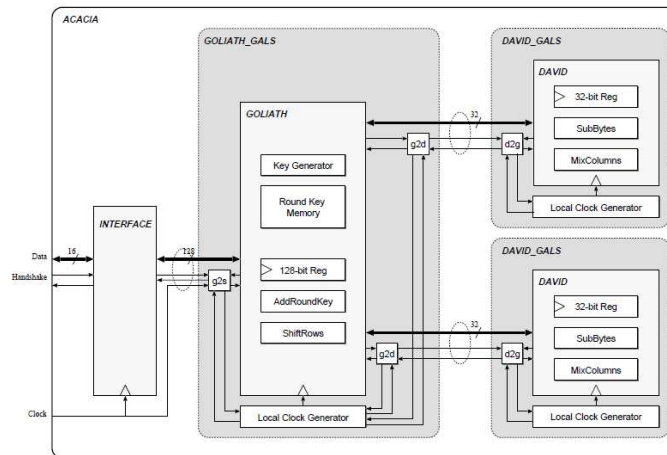 ACACIA
GOLIATH_GALS
DAVID_GALS
DAVID
32-bit Reg
SubBytes
MixColumns
Local Clock Generator
32
g2d
d2g
GOLIATH
Key Generator
Round Key
Memory
128-bit Reg
AddRoundKey
ShiftRows
Local Clock Generator
INTERFACE
Data
16
128
Handshake
g2s
Clock
32
g2d
d2g
DAVID_GALS
DAVID
32-bit Reg
SubBytes
MixColumns
Local Clock Generator